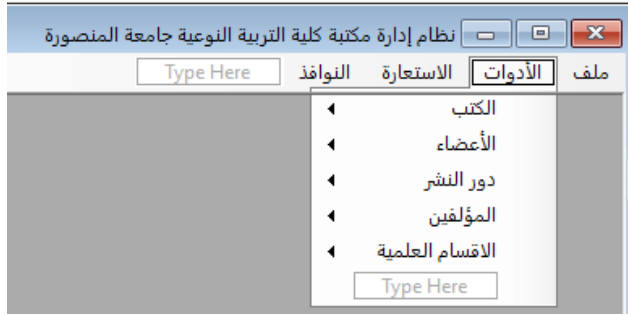 نظام إدارة مكتبة كلية التربية النوعية جامعة المنصورة
ملف الأدوات الاستعارة النوافذ Type Here
الكتب
الأعضاء
دور النشر
المؤلفين
الاقسام العلمية
Type Here